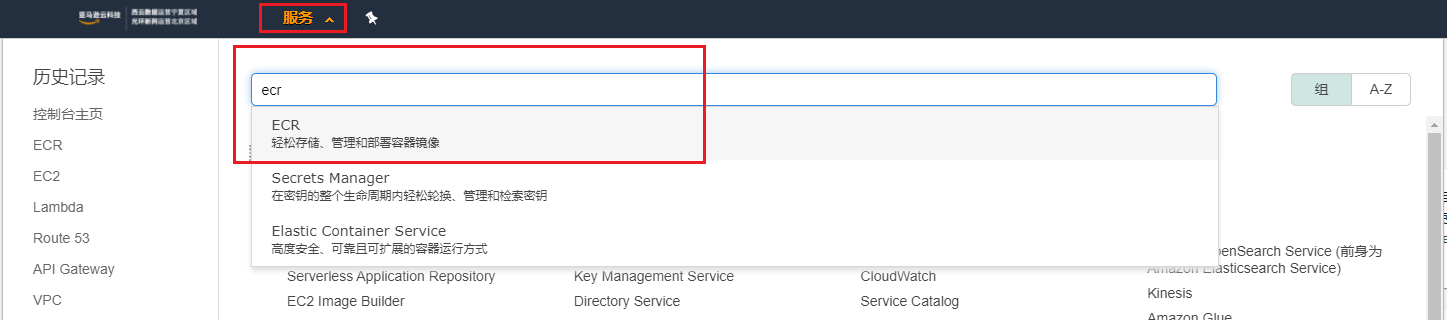 亚马逊云科技
西云数据运营宁夏区域
光环新网运营北京区域
服务
历史记录
ecr
组
A-Z
控制台主页
ECR
轻松存储、管理和部署容器镜像
ECR
EC2
Secrets Manager
在密钥的整个生命周期内轻松轮换、管理和检索密钥
Lambda
Route 53
Elastic Container Service
高度安全、可靠且可扩展的容器运行方式
penSearch Service (前身为
Amazon Elasticsearch Service)
API Gateway
Serverless Application Repository
Key Management Service
CloudWatch
Kinesis
VPC
EC2 Image Builder
Directory Service
Service Catalog
Amazon Glue